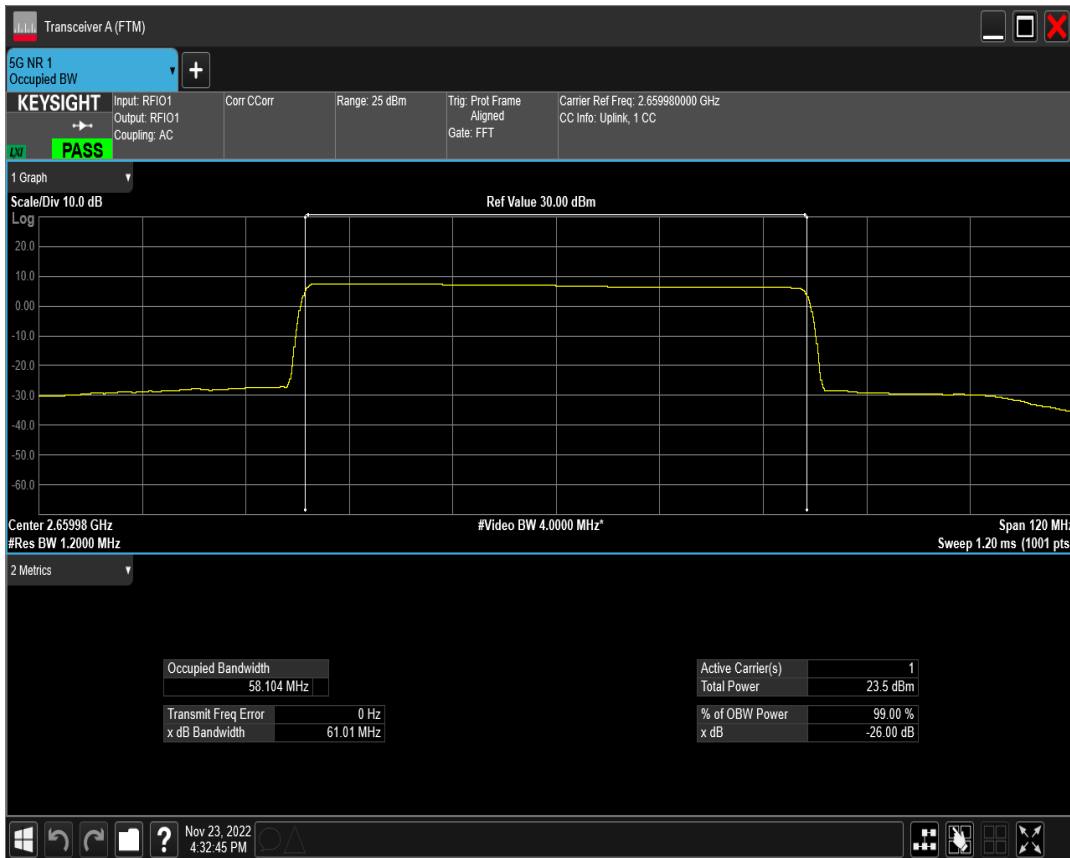 Transceiver A (FTM)
5G NR 1
Occupied BW
+
KEYSIGHT
LXI
PASS
Input: RFIO1
Output: RFIO1
Coupling: AC
Corr CCorr
Range: 25 dBm
Trig: Prot Frame
Aligned
Gate: FFT
Carrier Ref Freq: 2.659980000 GHz
CC Info: Uplink, 1 CC
1 Graph
Scale/Div 10.0 dB
Ref Value 30.00 dBm
Log
20.0
10.0
0.00
-10.0
-20.0
-30.0
-40.0
-50.0
-60.0
Center 2.65998 GHz
#Video BW 4.0000 MHz*
Span 120 MHz
#Res BW 1.2000 MHz
Sweep 1.20 ms (1001 pts
2 Metrics
Occupied Bandwidth
58.104 MHz
Transmit Freq Error 0 Hz
x dB Bandwidth 61.01 MHz
Active Carrier(s) 1
Total Power 23.5 dBm
% of OBW Power 99.00 %
x dB -26.00 dB
?
Nov 23, 2022
4:32:45 PM